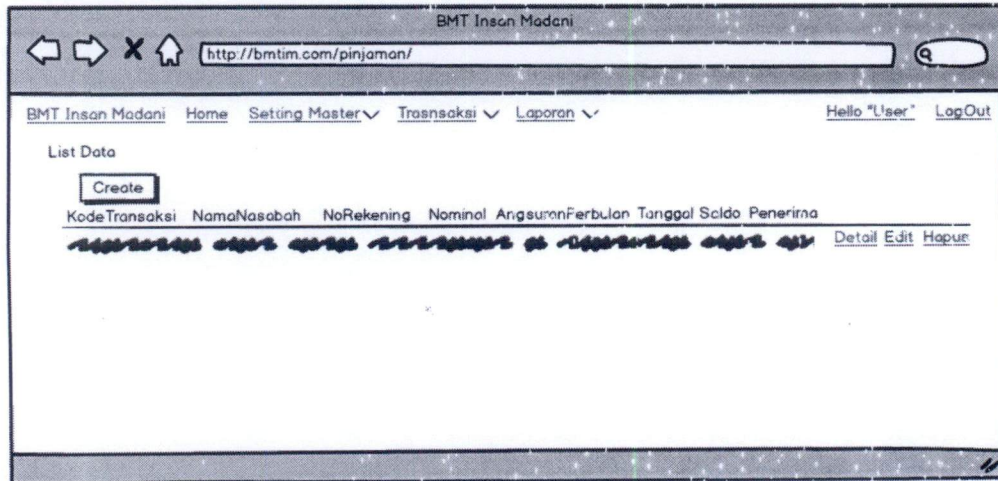 BMT Insan Madani
http://bmtim.com/pinjaman/
BMT Insan Madani Home Setting Master Trasnsaksi Laporan Hello "User" LogOut
List Data
Create
KodeTransaksi NamaNasabah NoRekening Nominal AngsuranFerbulan Tanggal Saldo Penerima
Detail Edit Hapus